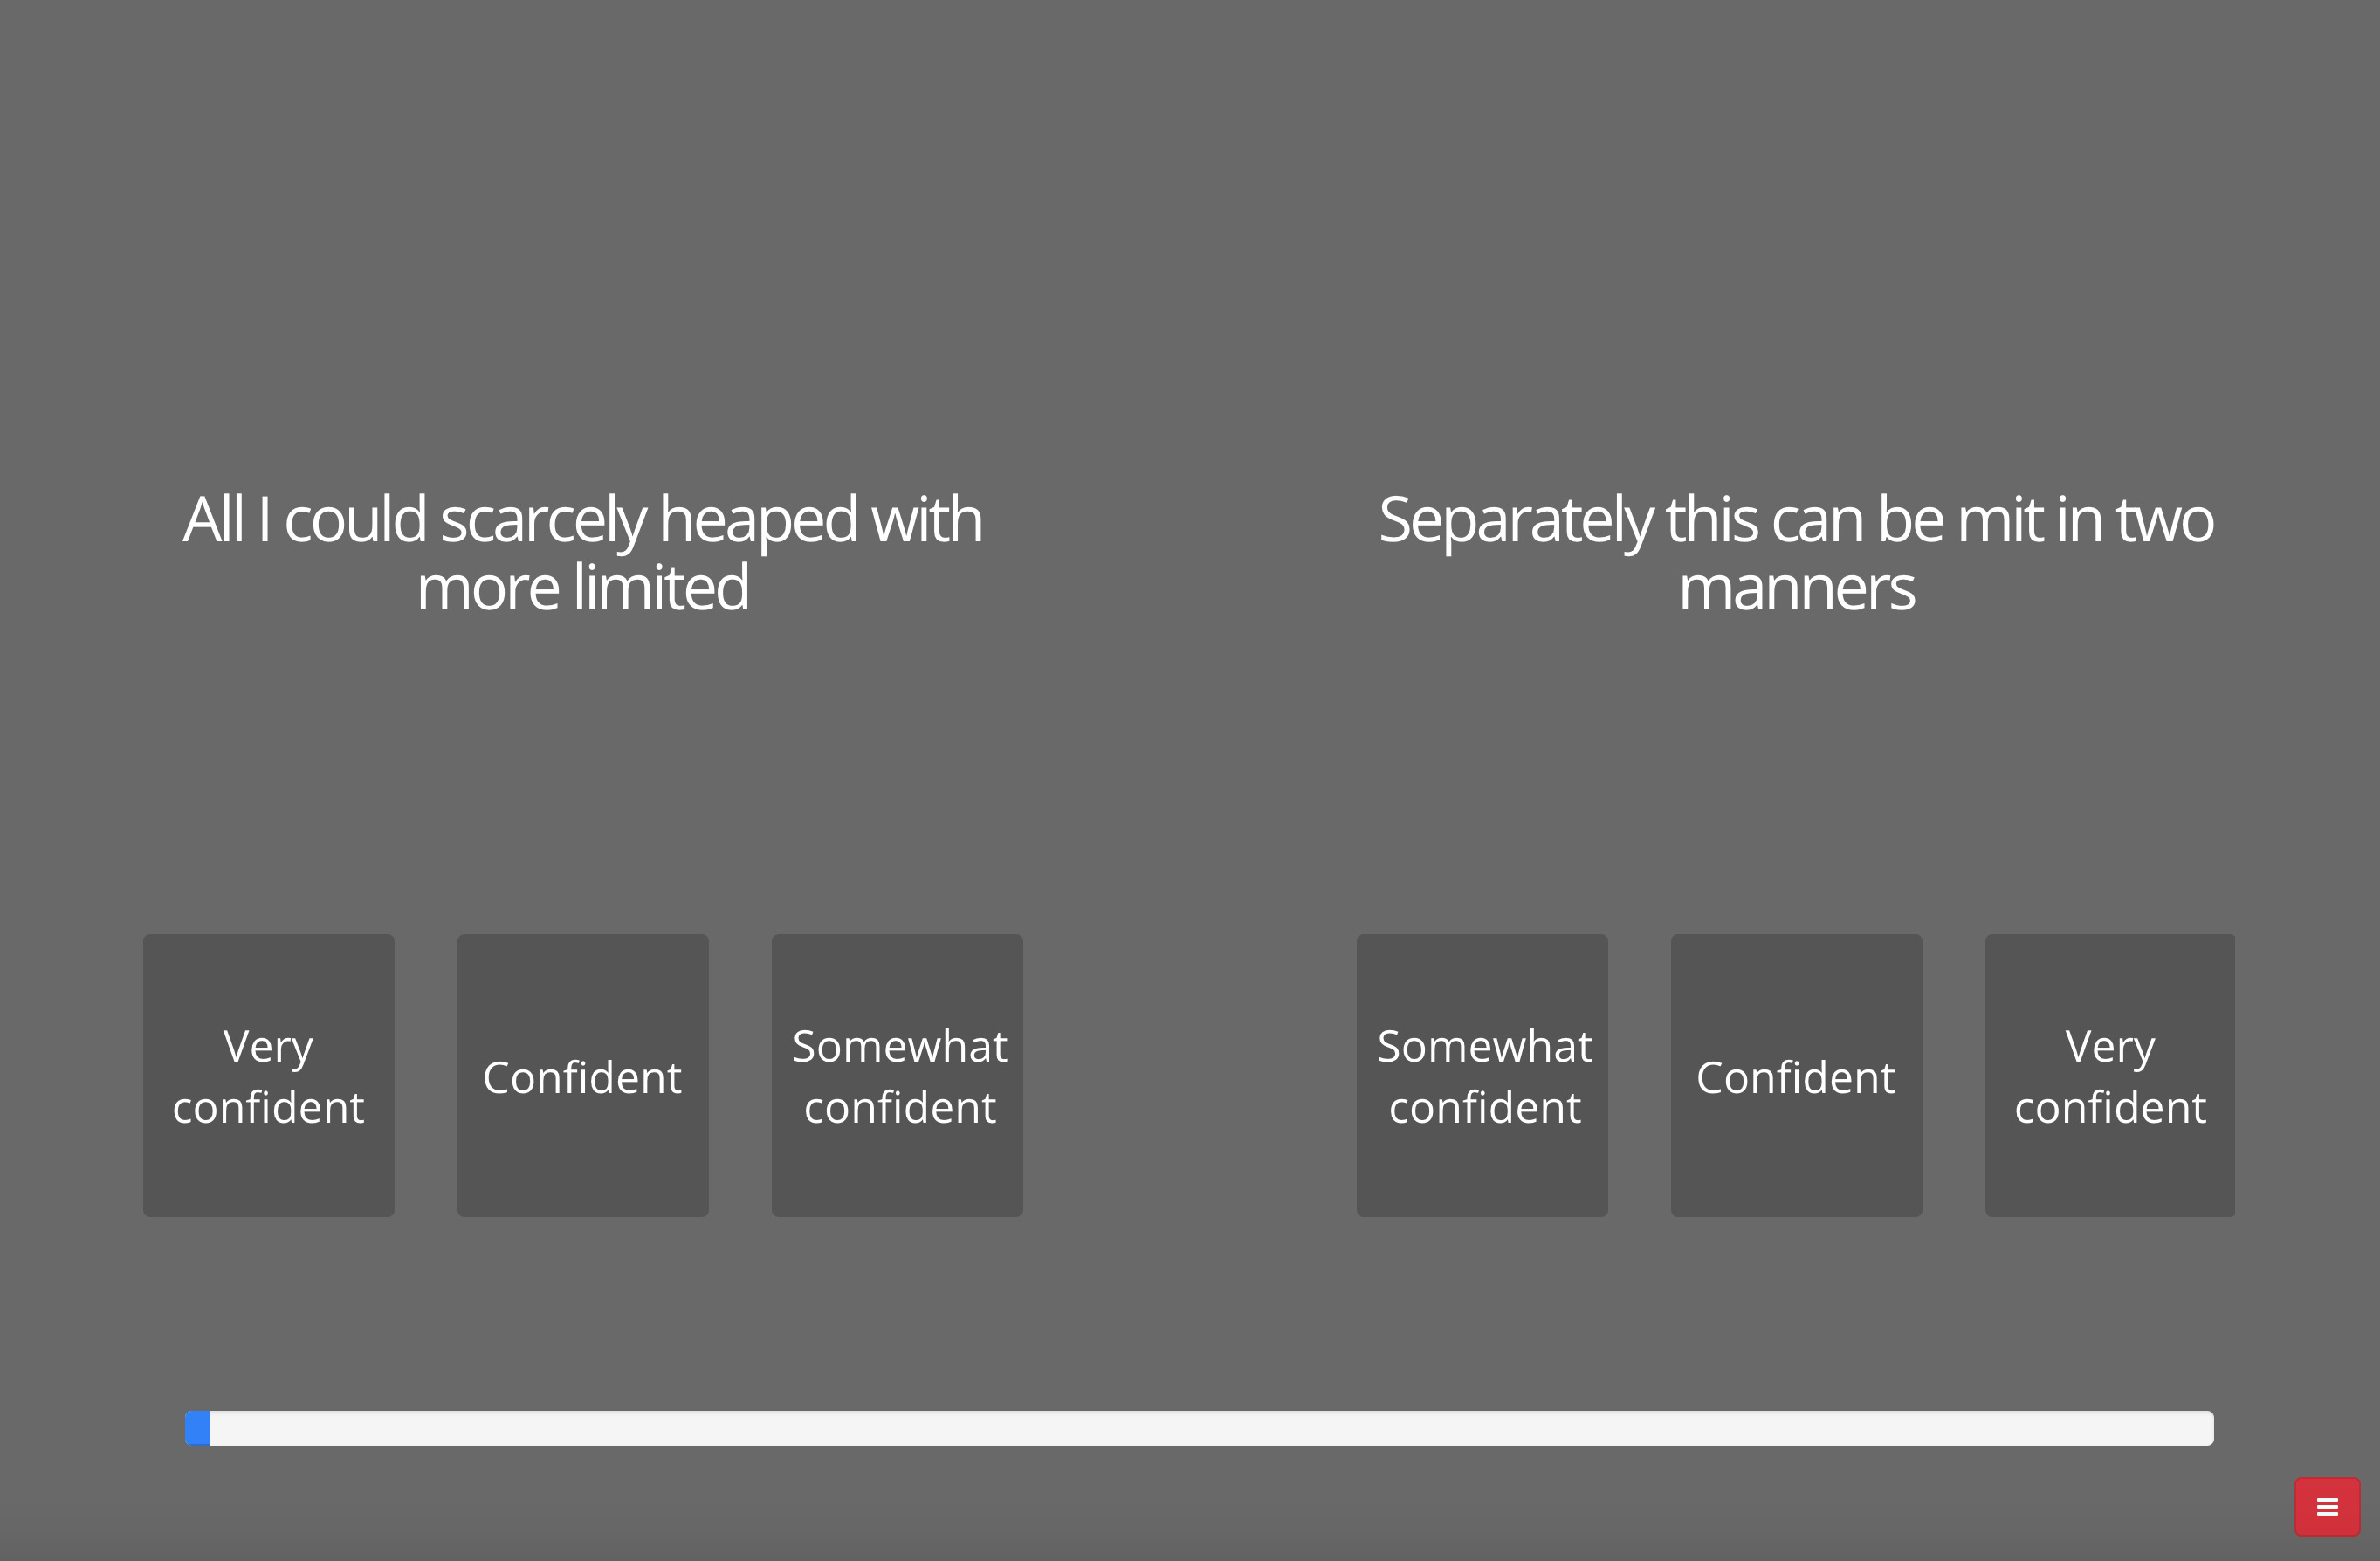 All I could scarcely heaped with
more limited
Separately this can be mit in two
manners
Very
confident
Confident
Somewhat
confident
Somewhat
confident
Confident
Very
confident